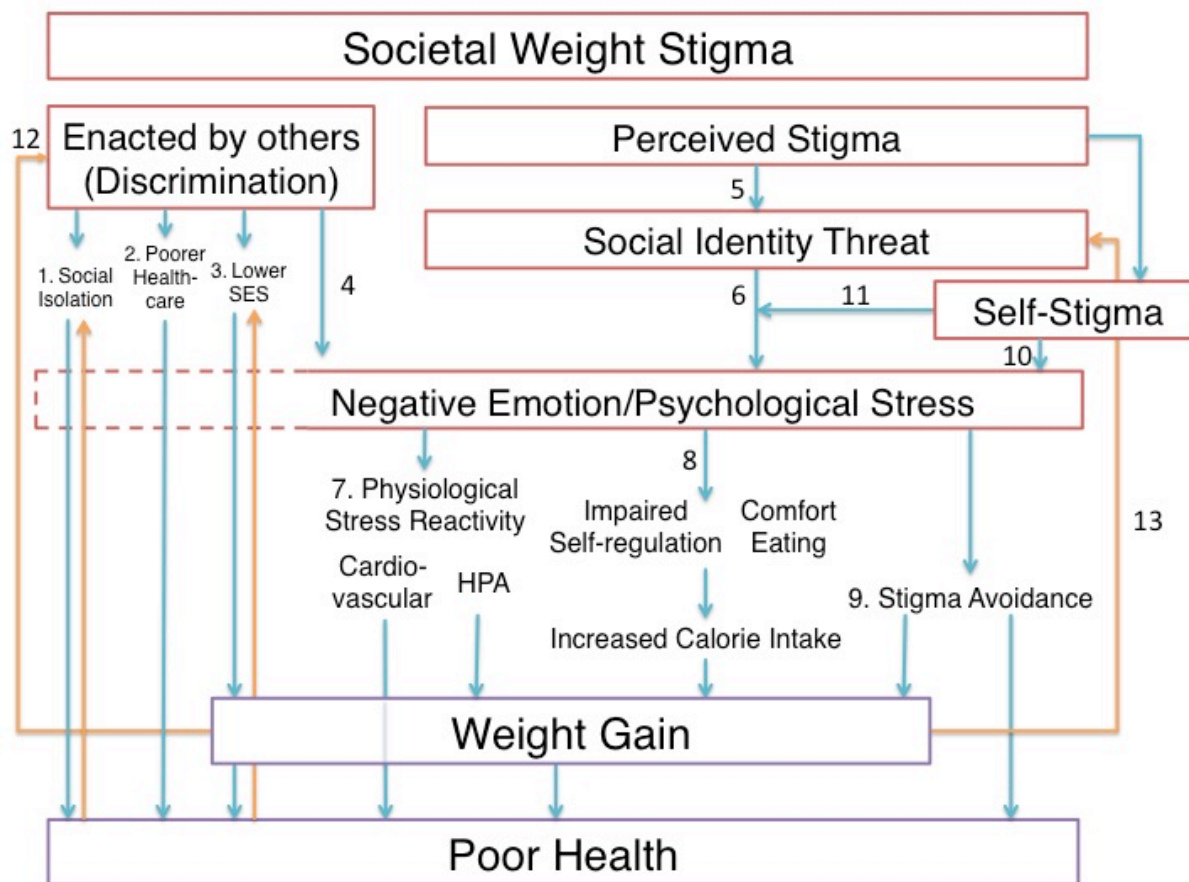 Societal Weight Stigma
12
Enacted by others
(Discrimination)
Perceived Stigma
5
Social Identity Threat
1. Social
Isolation
2. Poorer
Health-
care
3. Lower
SES
4
6
11
Self-Stigma
10
Negative Emotion/Psychological Stress
7. Physiological
Stress Reactivity
8
Impaired
Self-regulation
Comfort
Eating
13
Cardio-
vascular
HPA
9. Stigma Avoidance
Increased Calorie Intake
Weight Gain
Poor Health